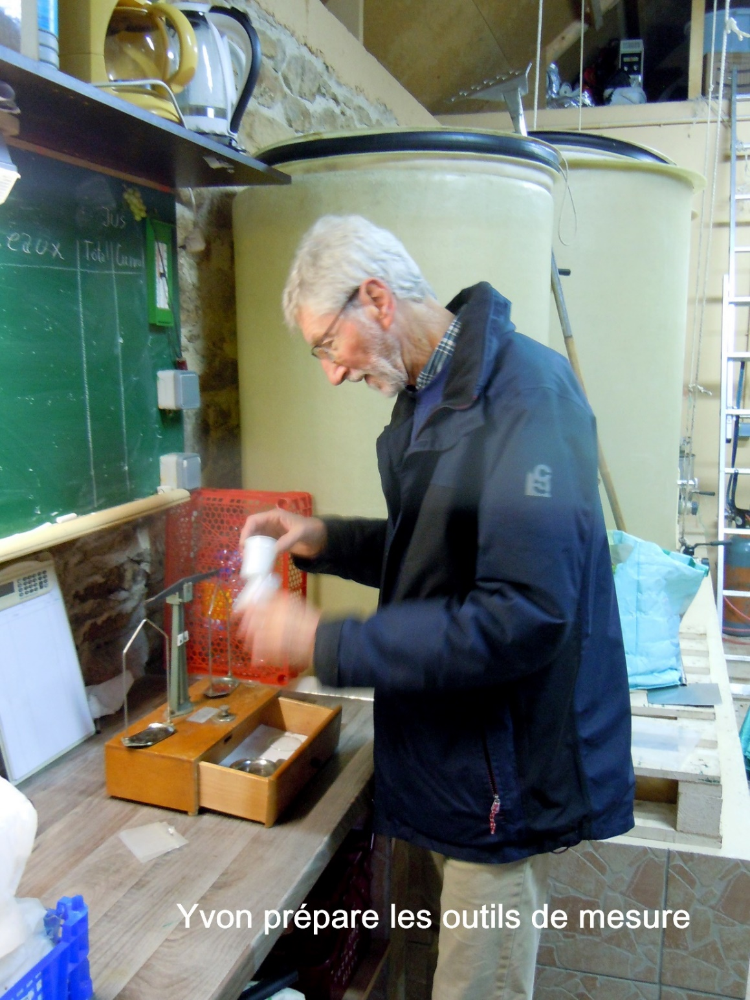 Jus
eaux
Total
Yvon prépare les outils de mesure